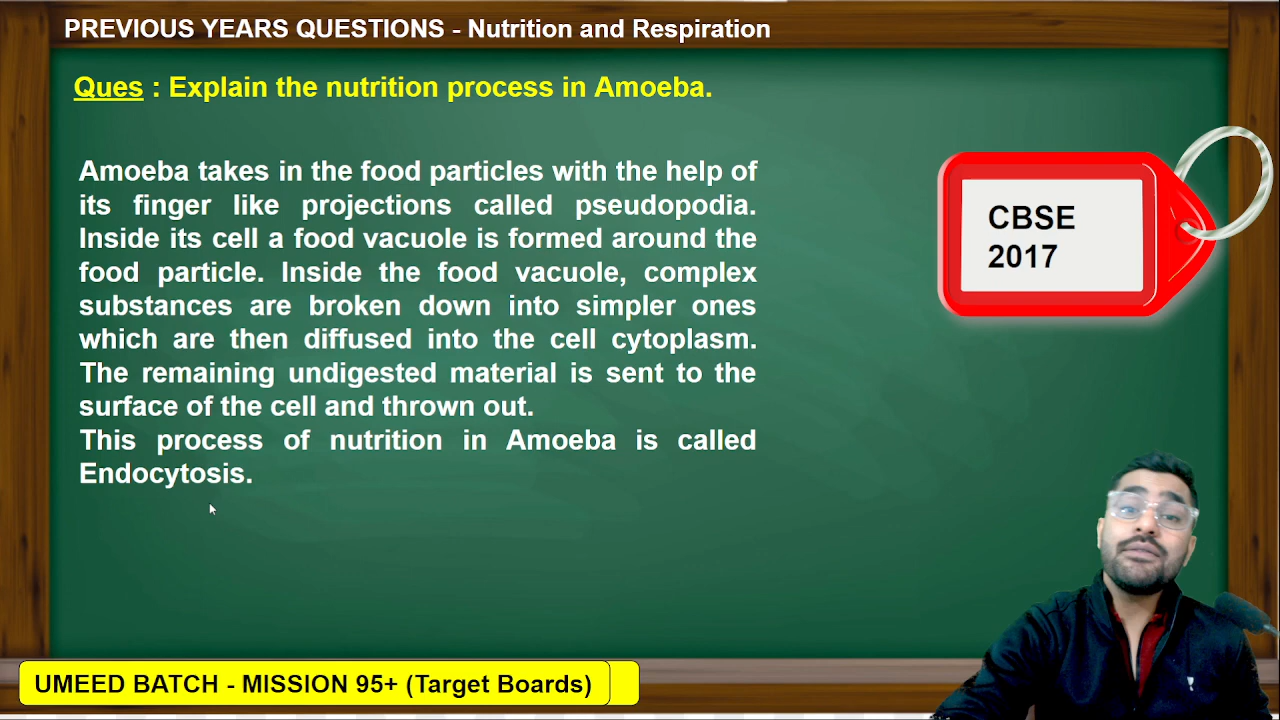 PREVIOUS YEARS QUESTIONS - Nutrition and Respiration
Ques : Explain the nutrition process in Amoeba.
Amoeba takes in the food particles with the help of
its finger like projections called pseudopodia.
Inside its cell a food vacuole is formed around the
food particle. Inside the food vacuole, complex
substances are broken down into simpler ones
which are then diffused into the cell cytoplasm.
The remaining undigested material is sent to the
surface of the cell and thrown out.
This process of nutrition in Amoeba is called
Endocytosis.
CBSE
2017
UMEED BATCH - MISSION 95+ (Target Boards)